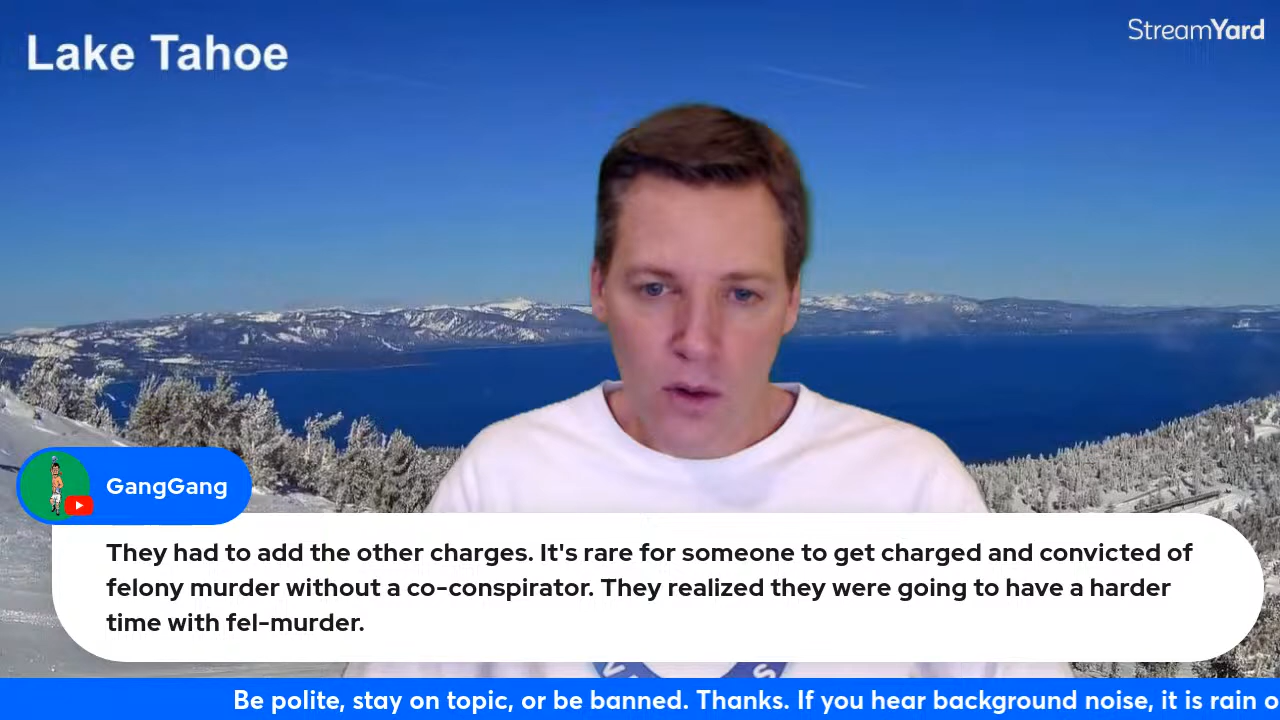 Lake Tahoe
StreamYard
GangGang
They had to add the other charges. It's rare for someone to get charged and convicted of
felony murder without a co-conspirator. They realized they were going to have a harder
time with fel-murder.
Be polite, stay on topic, or be banned. Thanks. If you hear background noise, it is rain o